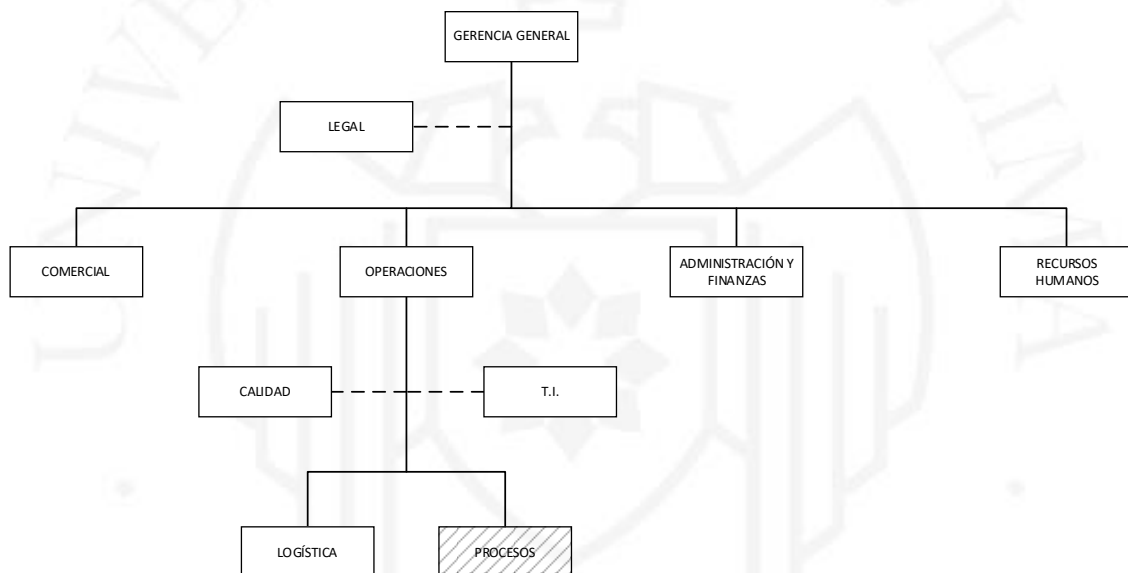 GERENCIA GENERAL
LEGAL
COMERCIAL
OPERACIONES
ADMINISTRACIÓN Y
FINANZAS
RECURSOS
HUMANOS
CALIDAD
T.I.
LOGÍSTICA
PROCESOS